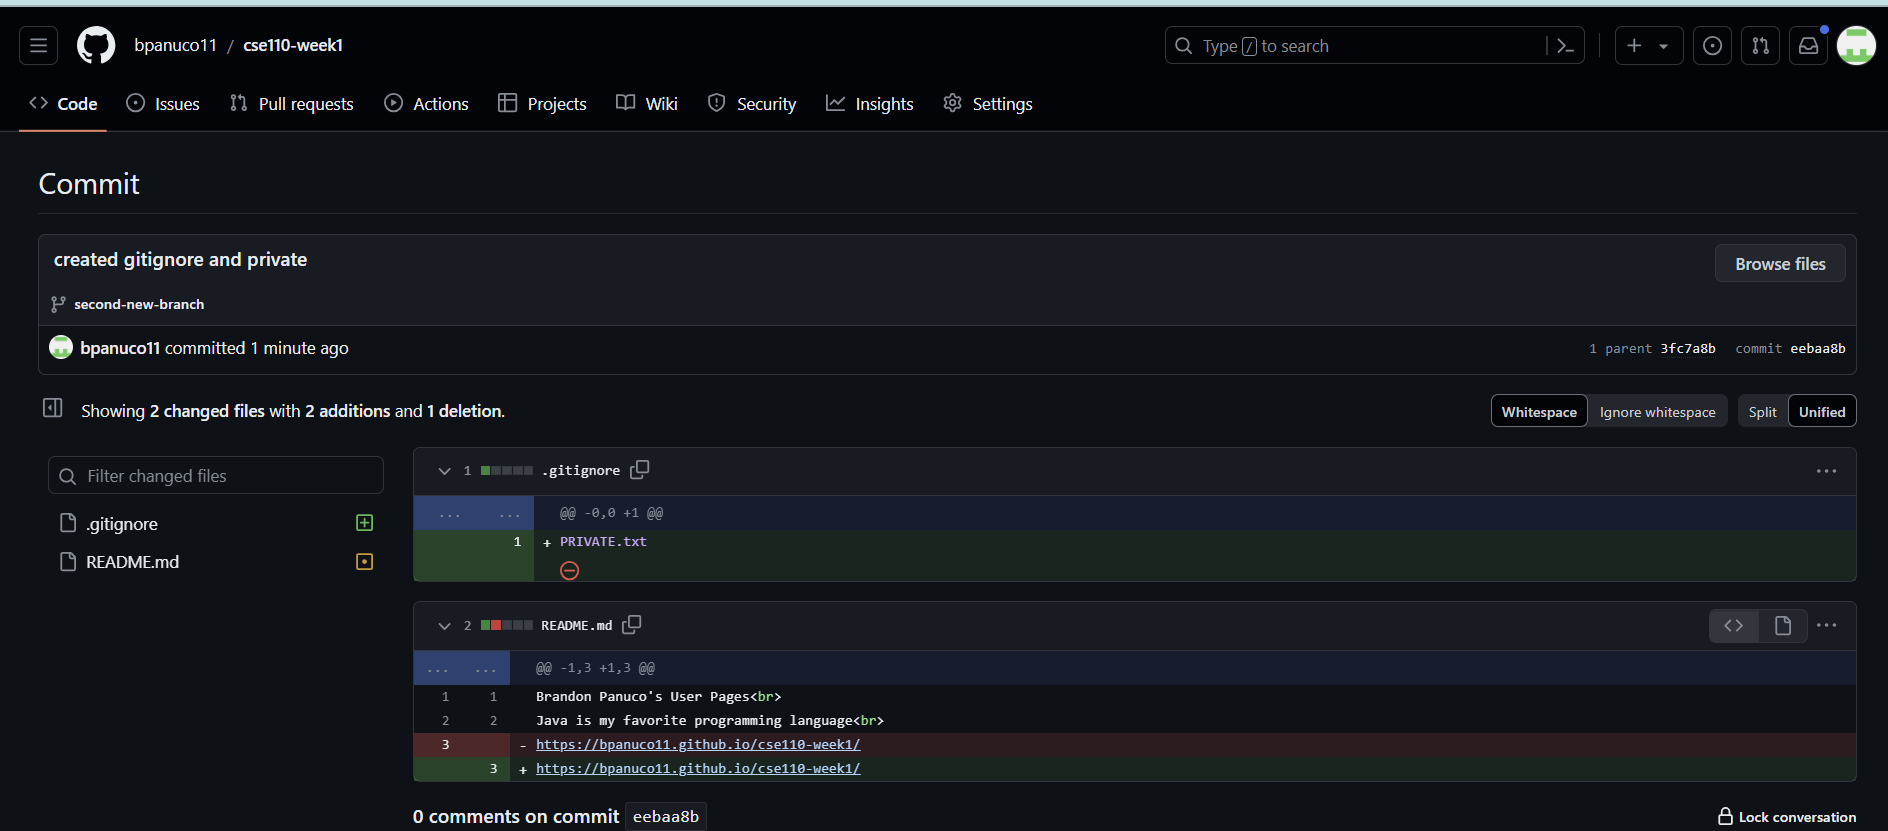 bpanuco11 / cse110-week1
Type / to search
Code Issues Pull requests Actions Projects Wiki Security Insights Settings
Commit
created gitignore and private
Browse files
second-new-branch
bpanuco11 committed 1 minute ago
1 parent 3fc7a8b commit eebaa8b
Showing 2 changed files with 2 additions and 1 deletion.
Whitespace Ignore whitespace Split Unified
Filter changed files
.gitignore
README.md
1 .gitignore
... ... @@ -0,0 +1 @@
1 + PRIVATE.txt
2 README.md
... ... @@ -1,3 +1,3 @@
1 1 Brandon Panuco's User Pages<br>
2 2 Java is my favorite programming language<br>
3 - https://bpanuco11.github.io/cse110-week1/
3 + https://bpanuco11.github.io/cse110-week1/
0 comments on commit eebaa8b
Lock conversation